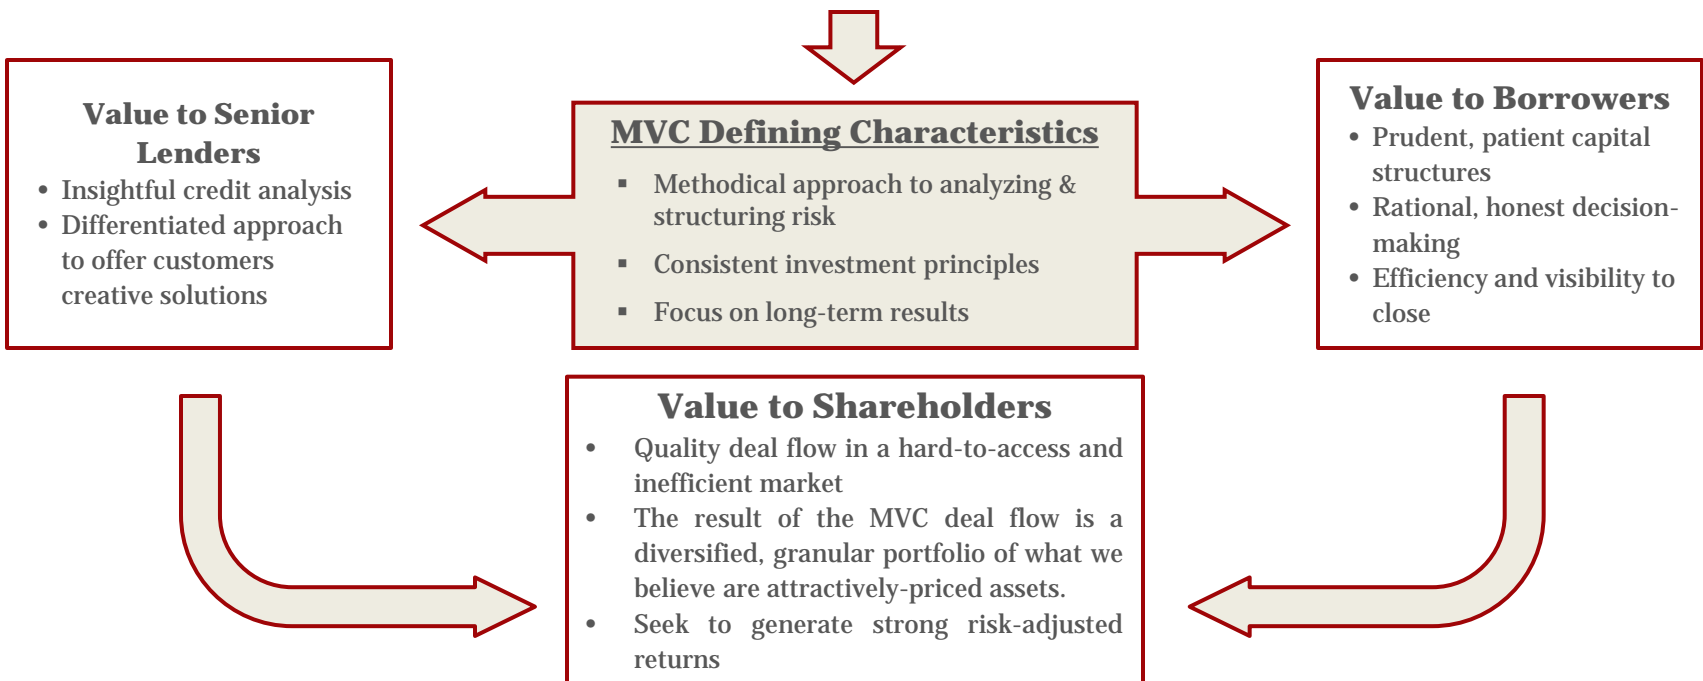 Value to Senior
Lenders
• Insightful credit analysis
• Differentiated approach
to offer customers
creative solutions
MVC Defining Characteristics
▪ Methodical approach to analyzing &
structuring risk
▪ Consistent investment principles
▪ Focus on long-term results
Value to Borrowers
• Prudent, patient capital
structures
• Rational, honest decision-
making
• Efficiency and visibility to
close
Value to Shareholders
• Quality deal flow in a hard-to-access and
inefficient market
• The result of the MVC deal flow is a
diversified, granular portfolio of what we
believe are attractively-priced assets.
• Seek to generate strong risk-adjusted
returns